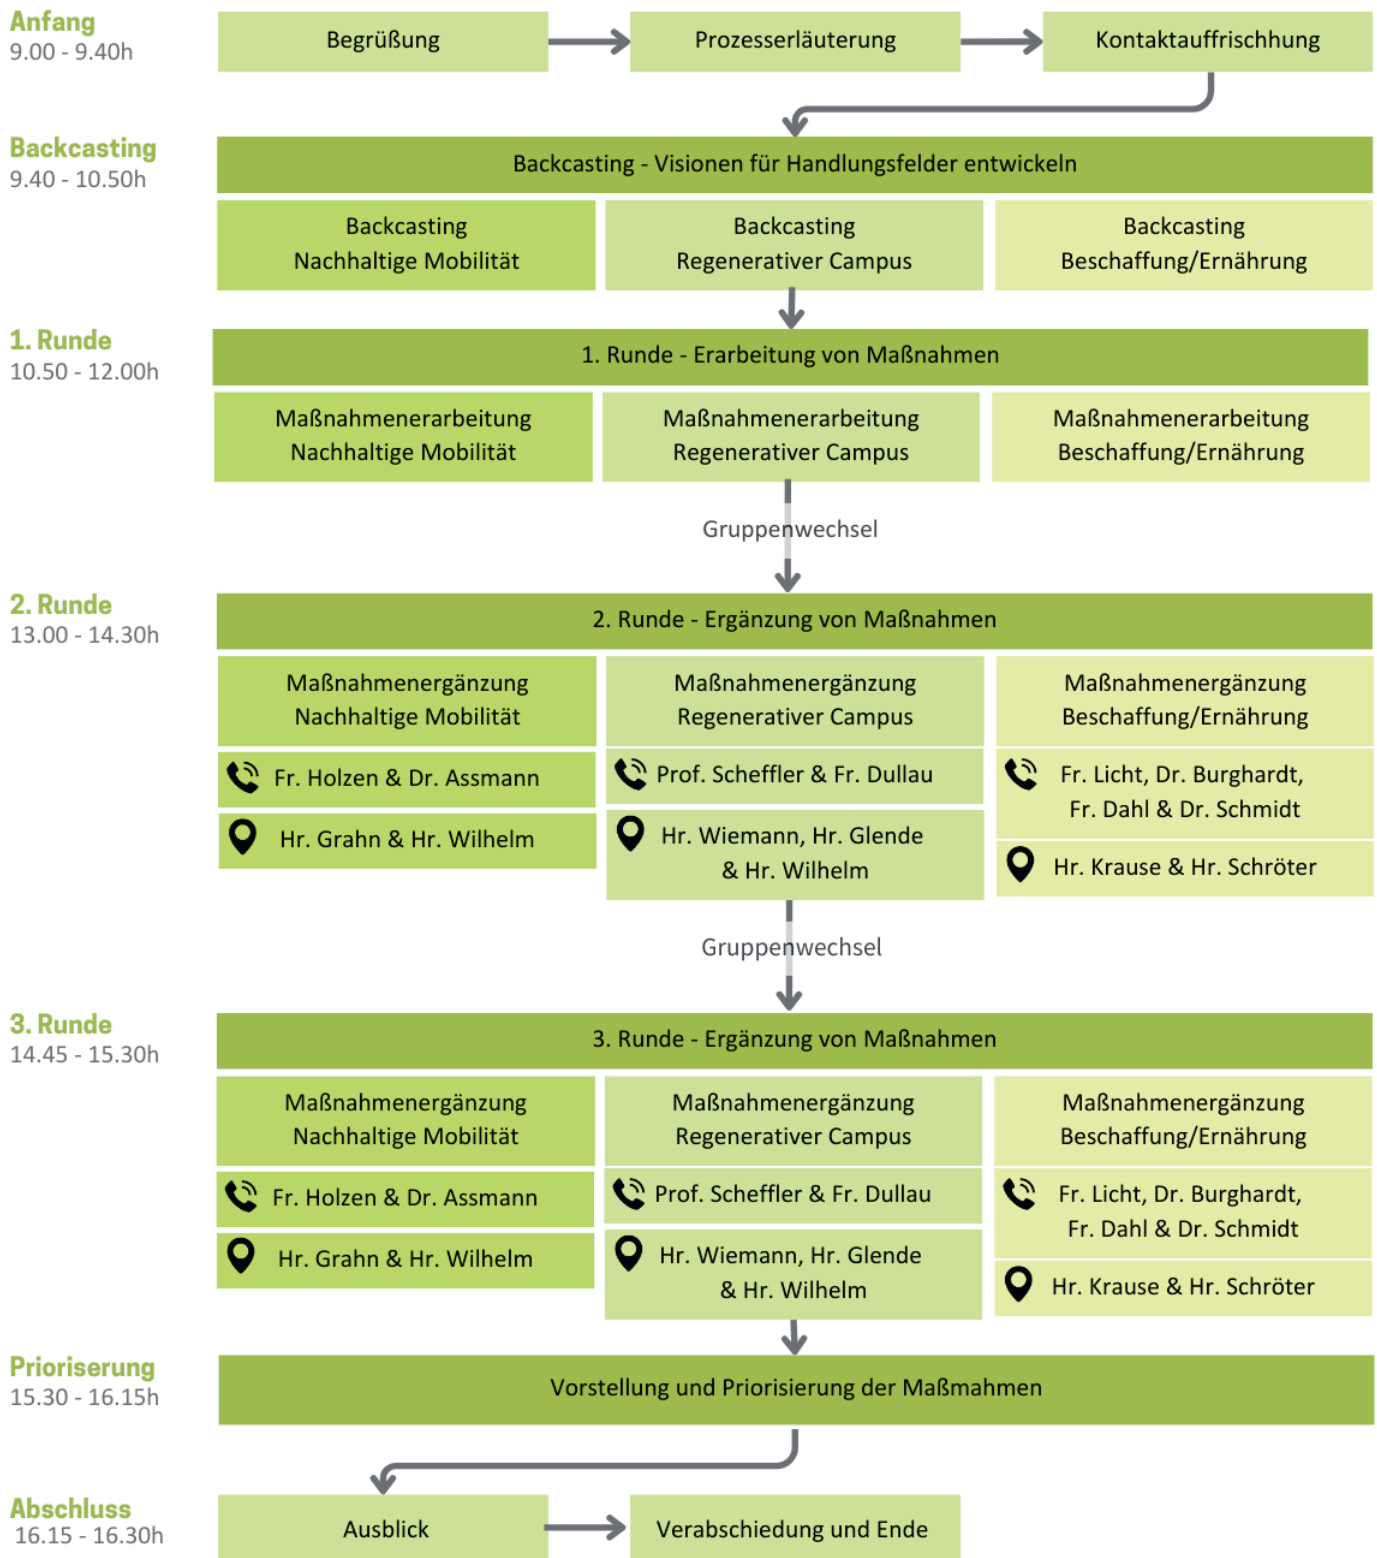 Anfang
9.00 - 9.40h
Begrüßung
Prozesserläuterung
Kontaktauffrischhung
Backcasting
9.40 - 10.50h
Backcasting - Visionen für Handlungsfelder entwickeln
Backcasting
Nachhaltige Mobilität
Backcasting
Regenerativer Campus
Backcasting
Beschaffung/Ernährung
1. Runde
10.50 - 12.00h
1. Runde - Erarbeitung von Maßnahmen
Maßnahmenerarbeitung
Nachhaltige Mobilität
Maßnahmenerarbeitung
Regenerativer Campus
Maßnahmenerarbeitung
Beschaffung/Ernährung
Gruppenwechsel
2. Runde
13.00 - 14.30h
2. Runde - Ergänzung von Maßnahmen
Maßnahmenergänzung
Nachhaltige Mobilität
Fr. Holzen & Dr. Assmann
Hr. Grahn & Hr. Wilhelm
Maßnahmenergänzung
Regenerativer Campus
Prof. Scheffler & Fr. Dullau
Hr. Wiemann, Hr. Glende
& Hr. Wilhelm
Maßnahmenergänzung
Beschaffung/Ernährung
Fr. Licht, Dr. Burghardt,
Fr. Dahl & Dr. Schmidt
Hr. Krause & Hr. Schröter
Gruppenwechsel
3. Runde
14.45 - 15.30h
3. Runde - Ergänzung von Maßnahmen
Maßnahmenergänzung
Nachhaltige Mobilität
Fr. Holzen & Dr. Assmann
Hr. Grahn & Hr. Wilhelm
Maßnahmenergänzung
Regenerativer Campus
Prof. Scheffler & Fr. Dullau
Hr. Wiemann, Hr. Glende
& Hr. Wilhelm
Maßnahmenergänzung
Beschaffung/Ernährung
Fr. Licht, Dr. Burghardt,
Fr. Dahl & Dr. Schmidt
Hr. Krause & Hr. Schröter
Prioriserung
15.30 - 16.15h
Vorstellung und Priorisierung der Maßmahmen
Abschluss
16.15 - 16.30h
Ausblick
Verabschiedung und Ende